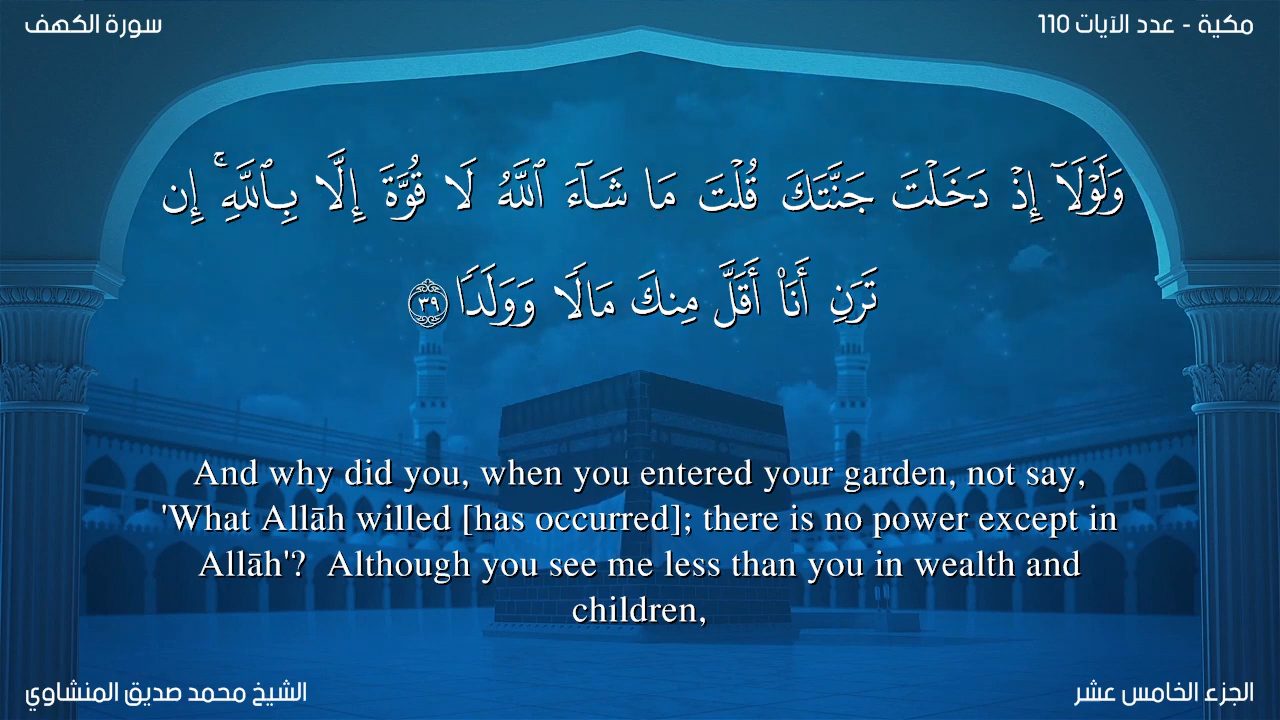 سورة الكهف
مكية - عدد الآيات 110
وَلَوْلَآ إِذْ دَخَلْتَ جَنَّتَكَ قُلْتَ مَا شَآءَ ٱللَّهُ لَا قُوَّةَ إِلَّا بِٱللَّهِۚ إِن
تَرَنِ أَنَا۠ أَقَلَّ مِنكَ مَالًا وَوَلَدًا ٣٩
And why did you, when you entered your garden, not say,
'What Allāh willed [has occurred]; there is no power except in
Allāh'?  Although you see me less than you in wealth and
children,
الشيخ محمد صديق المنشاوي
الجزء الخامس عشر